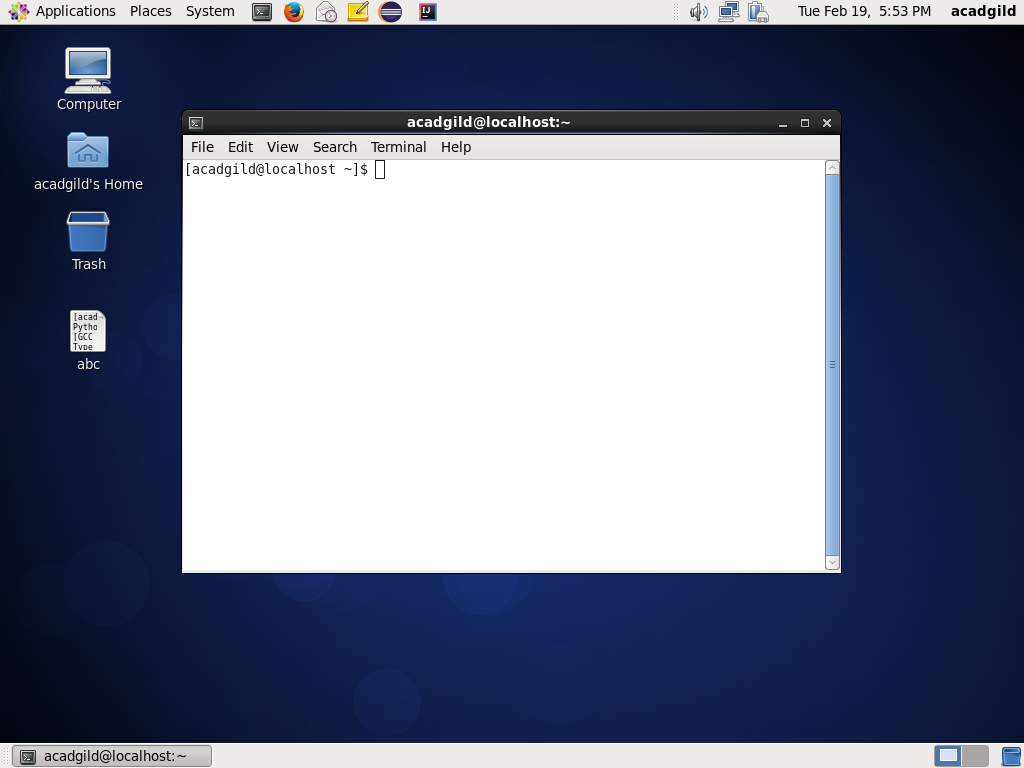 Applications Places System Tue Feb 19, 5:53 PM acadgild
Computer
acadgild's Home
Trash
[acad
Pytho
[GCC
Type
abc
acadgild@localhost:~
File Edit View Search Terminal Help
[acadgild@localhost ~]$
acadgild@localhost:~